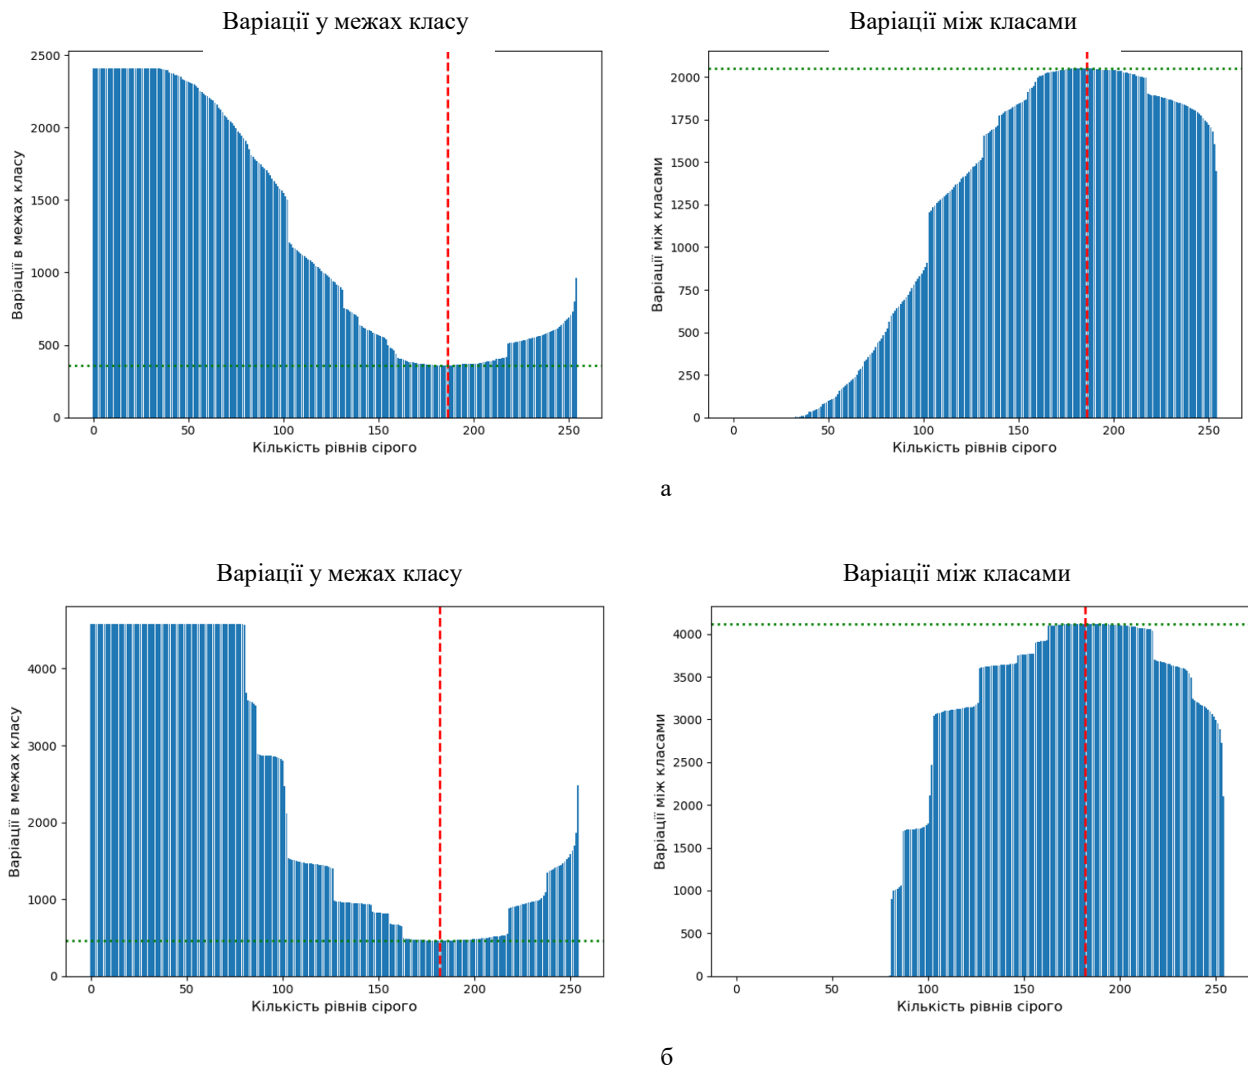 Варіації у межах класу
Варіації між класами
2500
2000
1500
1000
500
0
Варіації в межах класу
0 50 100 150 200 250
Кількість рівнів сірого
2000
1750
1500
1250
1000
750
500
250
0
Варіації між класами
0 50 100 150 200 250
Кількість рівнів сірого
а
Варіації у межах класу
Варіації між класами
4000
3000
2000
1000
0
Варіації в межах класу
0 50 100 150 200 250
Кількість рівнів сірого
4000
3500
3000
2500
2000
1500
1000
500
0
Варіації між класами
0 50 100 150 200 250
Кількість рівнів сірого
б